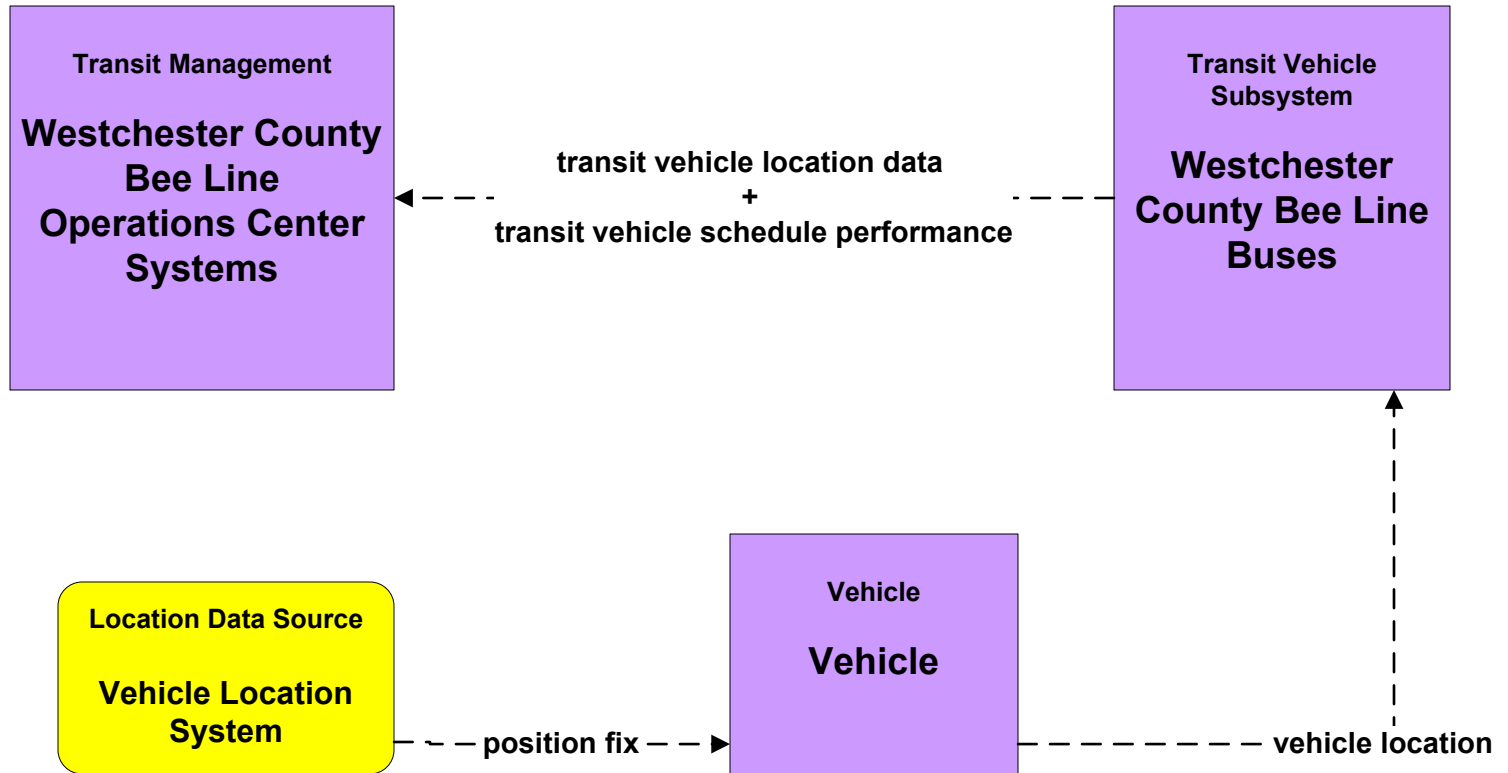 Transit Management
Westchester County
Bee Line
Operations Center
Systems
transit vehicle location data
+
transit vehicle schedule performance
Transit Vehicle
Subsystem
Westchester
County Bee Line
Buses
Location Data Source
Vehicle Location
System
position fix
Vehicle
Vehicle
vehicle location